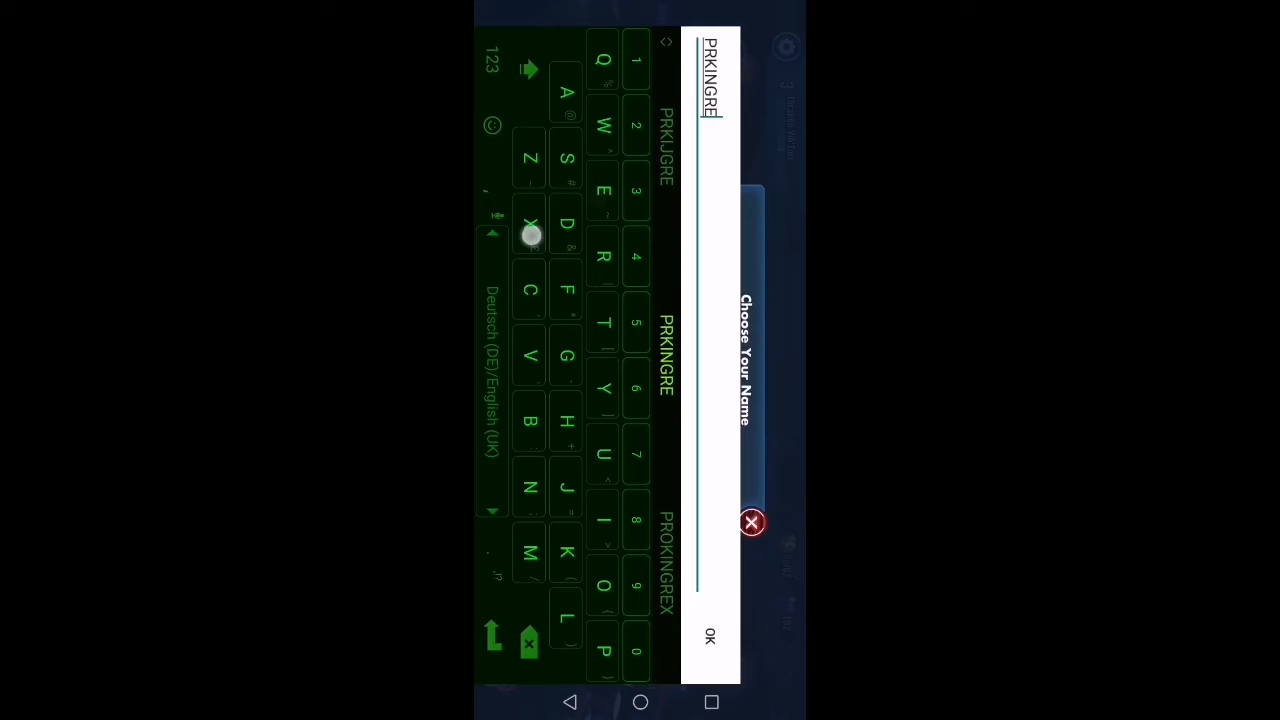 Choose Your Name
PRKINGRE
OK
PRKIJGRE
PRKINGRE
PROKINGREX
1 2 3 4 5 6 7 8 9 0
Q W E R T Y U I O P
A S D F G H J K L
Z X C V B N M
123
Deutsch (DE)/English (UK)